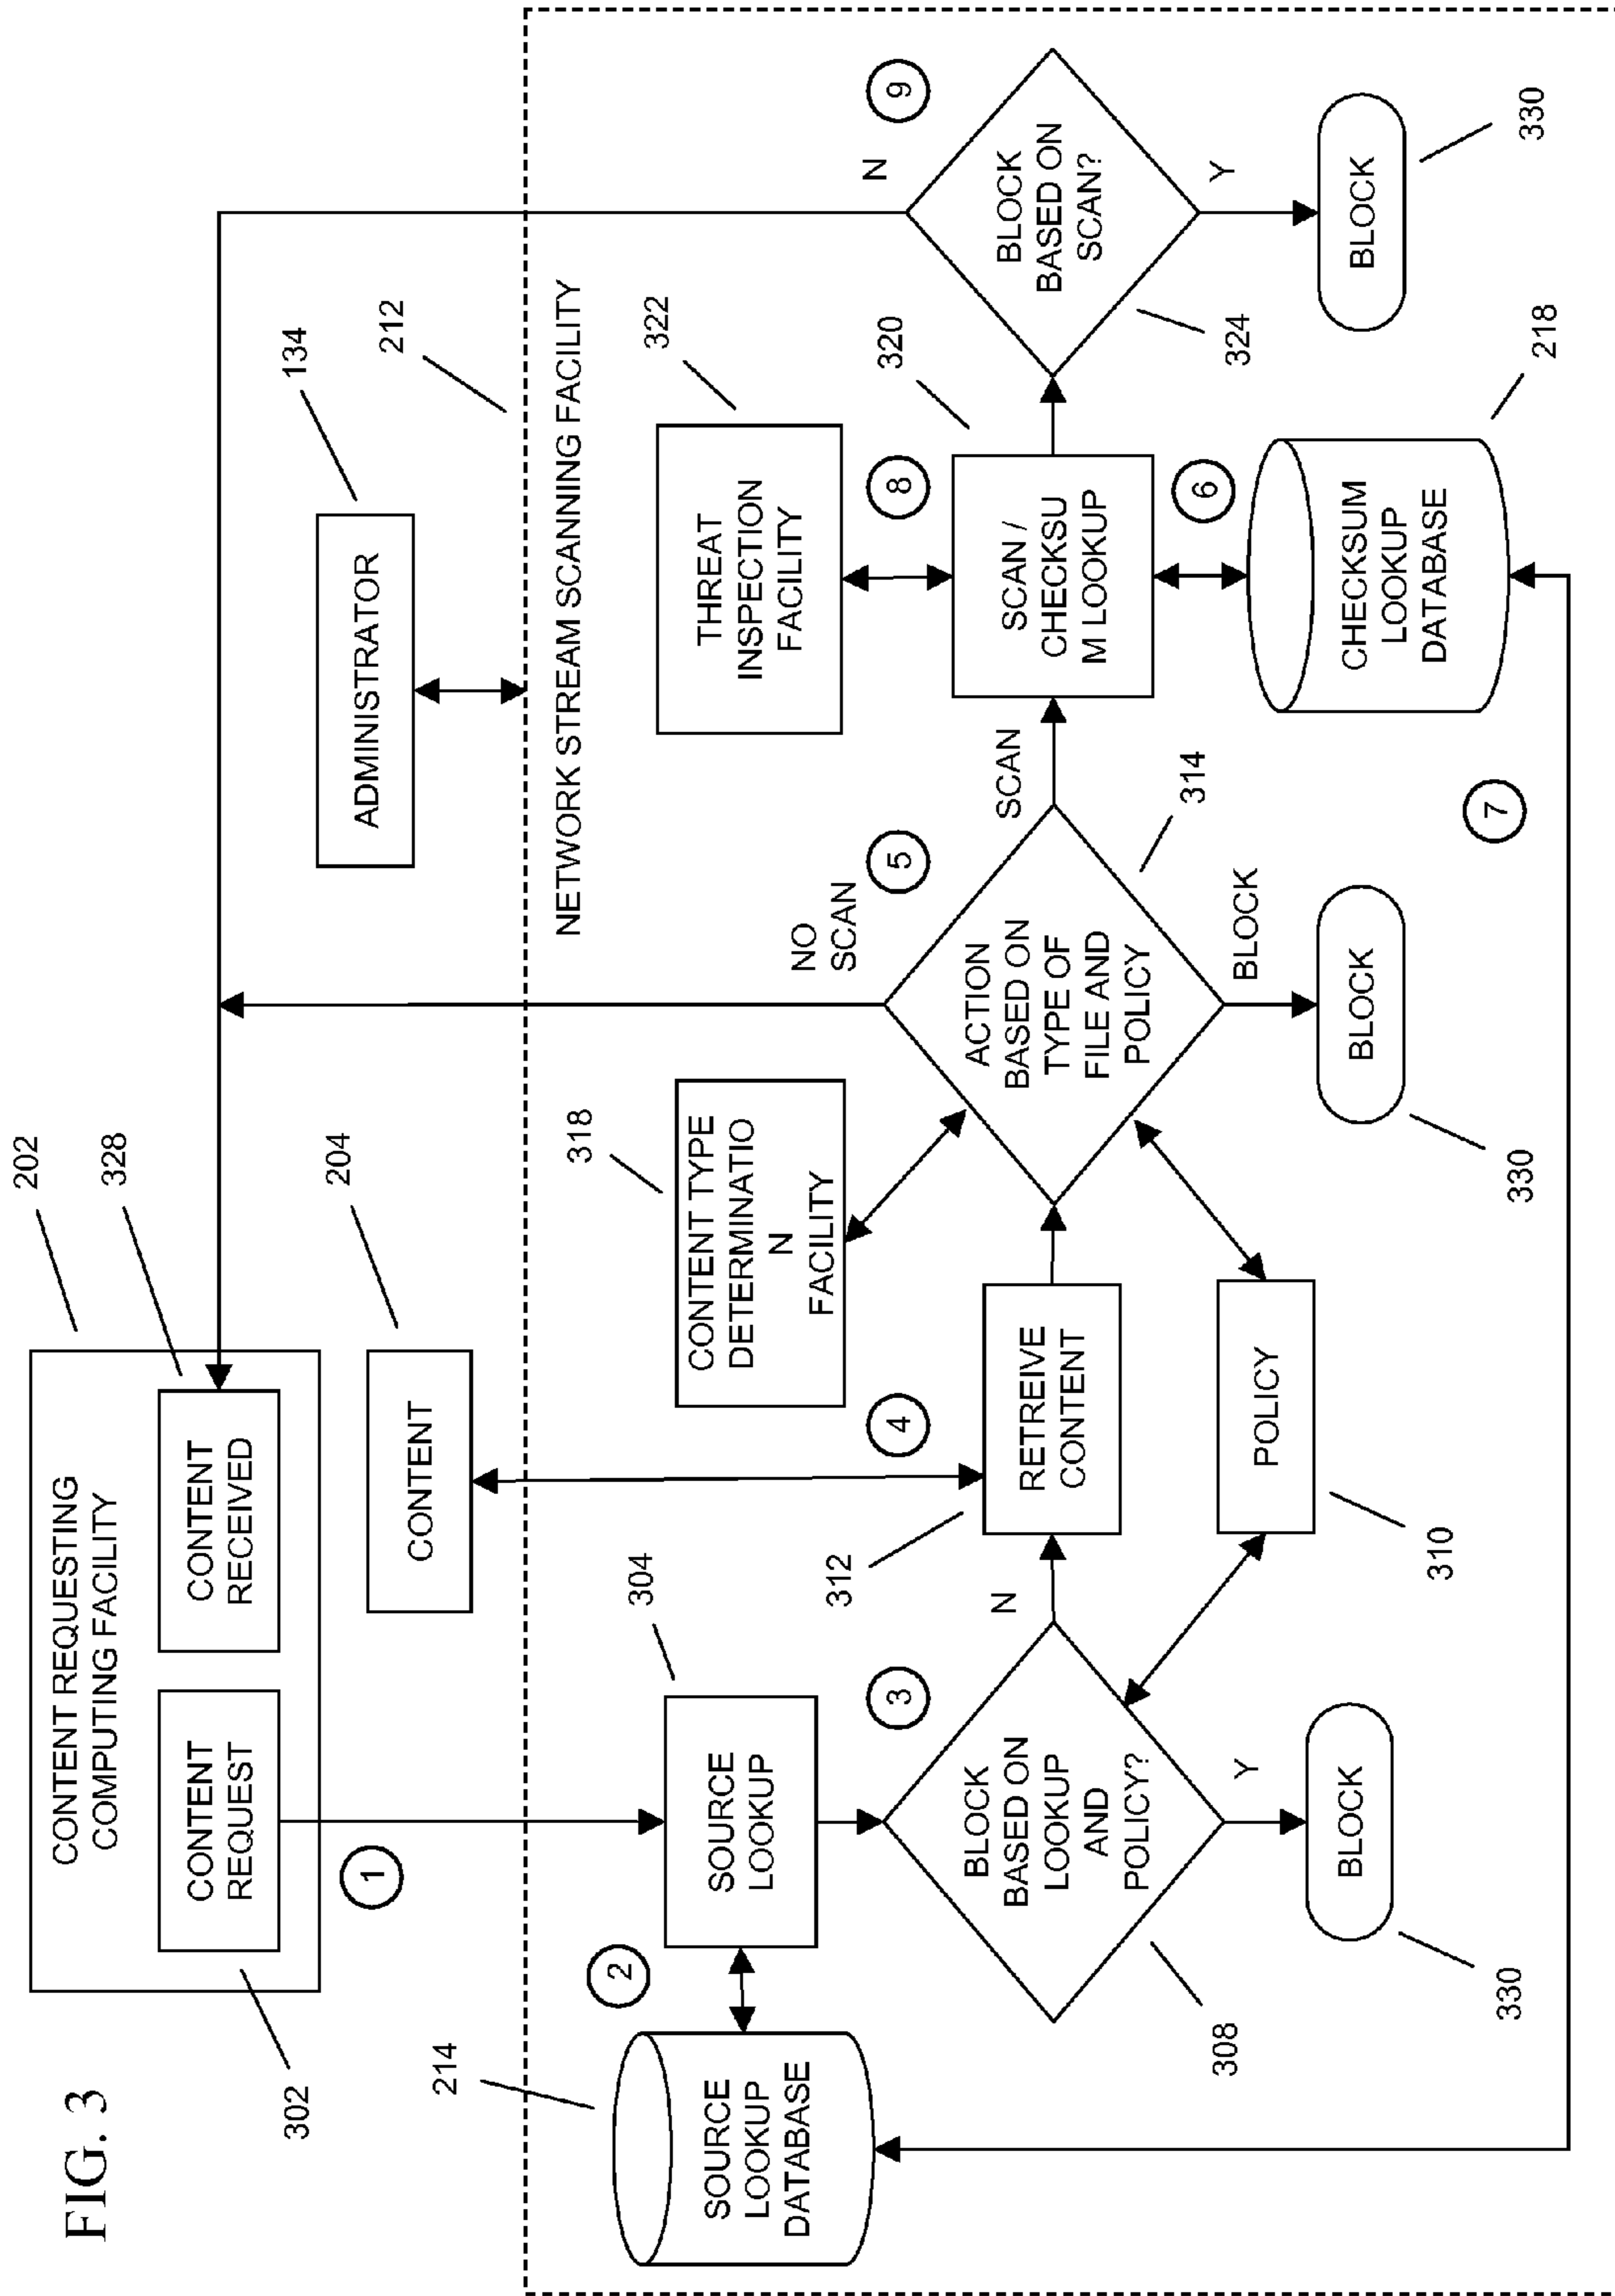 FIG. 3
302
CONTENT REQUESTING
COMPUTING FACILITY
202
328
CONTENT
REQUEST
CONTENT
RECEIVED
1
CONTENT
204
ADMINISTRATOR
134
212
NETWORK STREAM SCANNING FACILITY
214
SOURCE
LOOKUP
DATABASE
2
SOURCE
LOOKUP
304
3
BLOCK
BASED ON
LOOKUP
AND
POLICY?
308
N
Y
BLOCK
330
312
4
RETREIVE
CONTENT
POLICY
310
CONTENT TYPE
DETERMINATIO
N
FACILITY
318
NO
SCAN
5
ACTION
BASED ON
TYPE OF
FILE AND
POLICY
SCAN
314
BLOCK
BLOCK
330
THREAT
INSPECTION
FACILITY
322
8
SCAN /
CHECKSU
M LOOKUP
320
6
CHECKSUM
LOOKUP
DATABASE
218
7
N
9
BLOCK
BASED ON
SCAN?
324
Y
BLOCK
330